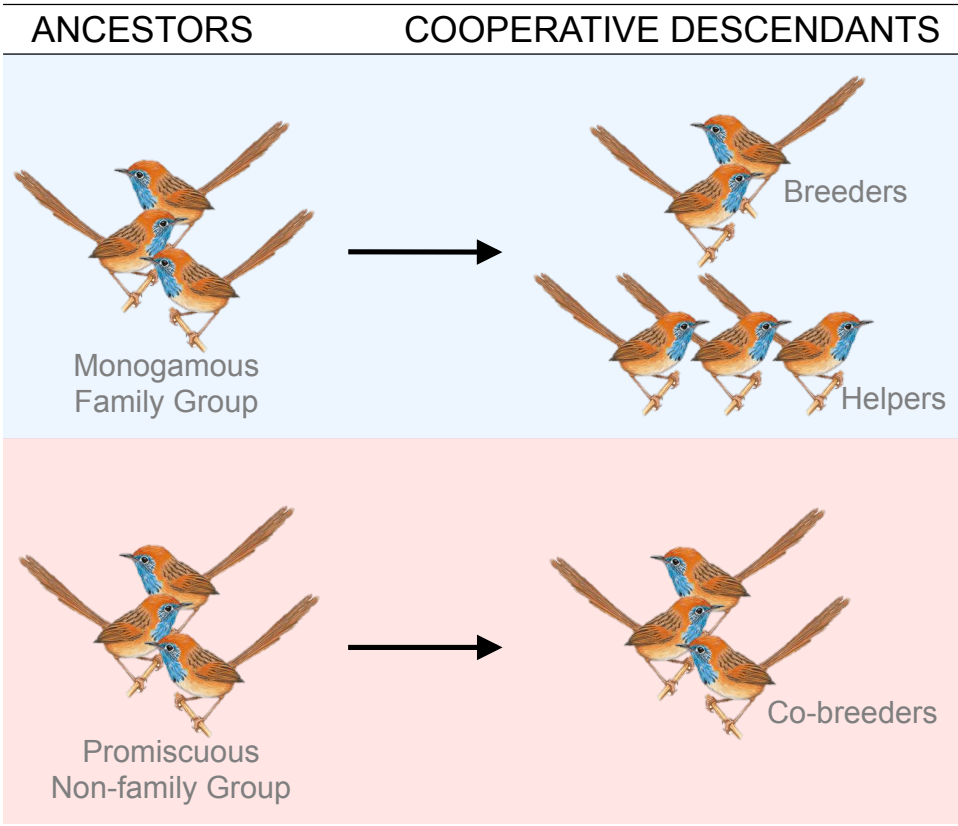 ANCESTORS
COOPERATIVE DESCENDANTS
Breeders
Monogamous
Family Group
Helpers
Co-breeders
Promiscuous
Non-family Group